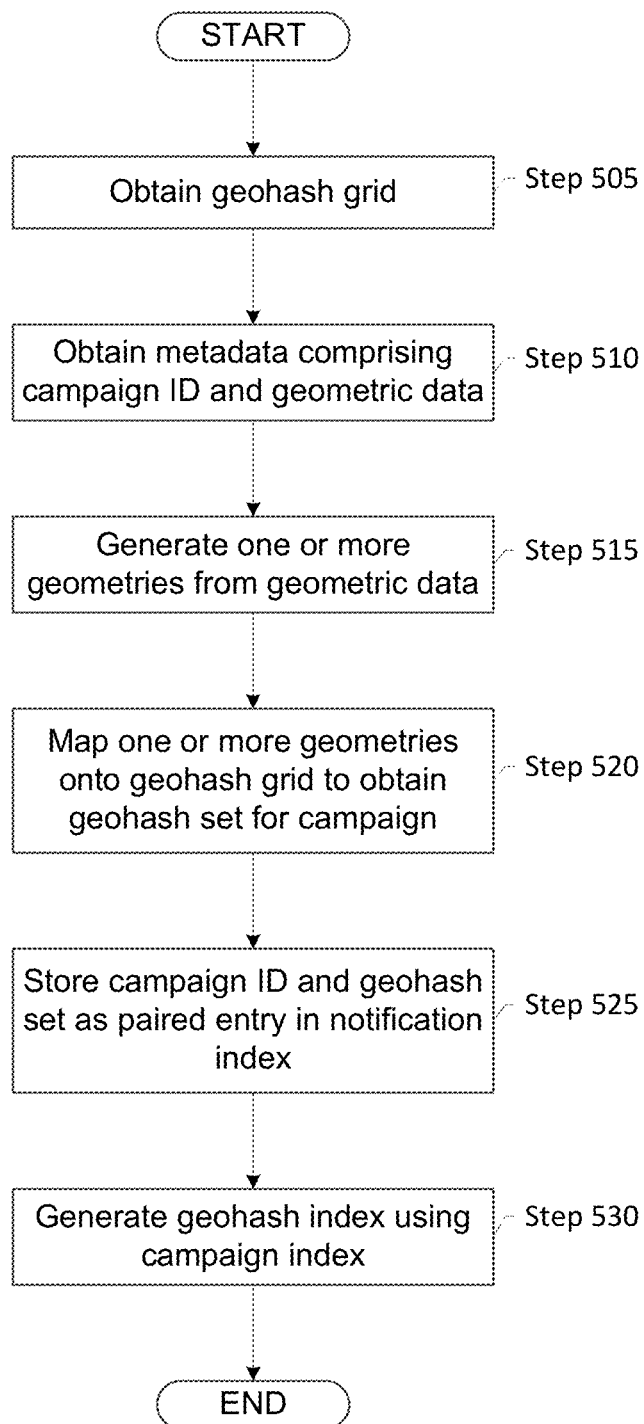 START
Obtain geohash grid
Step 505
Obtain metadata comprising
campaign ID and geometric data
Step 510
Generate one or more
geometries from geometric data
Step 515
Map one or more geometries
onto geohash grid to obtain
geohash set for campaign
Step 520
Store campaign ID and geohash
set as paired entry in notification
index
Step 525
Generate geohash index using
campaign index
Step 530
END